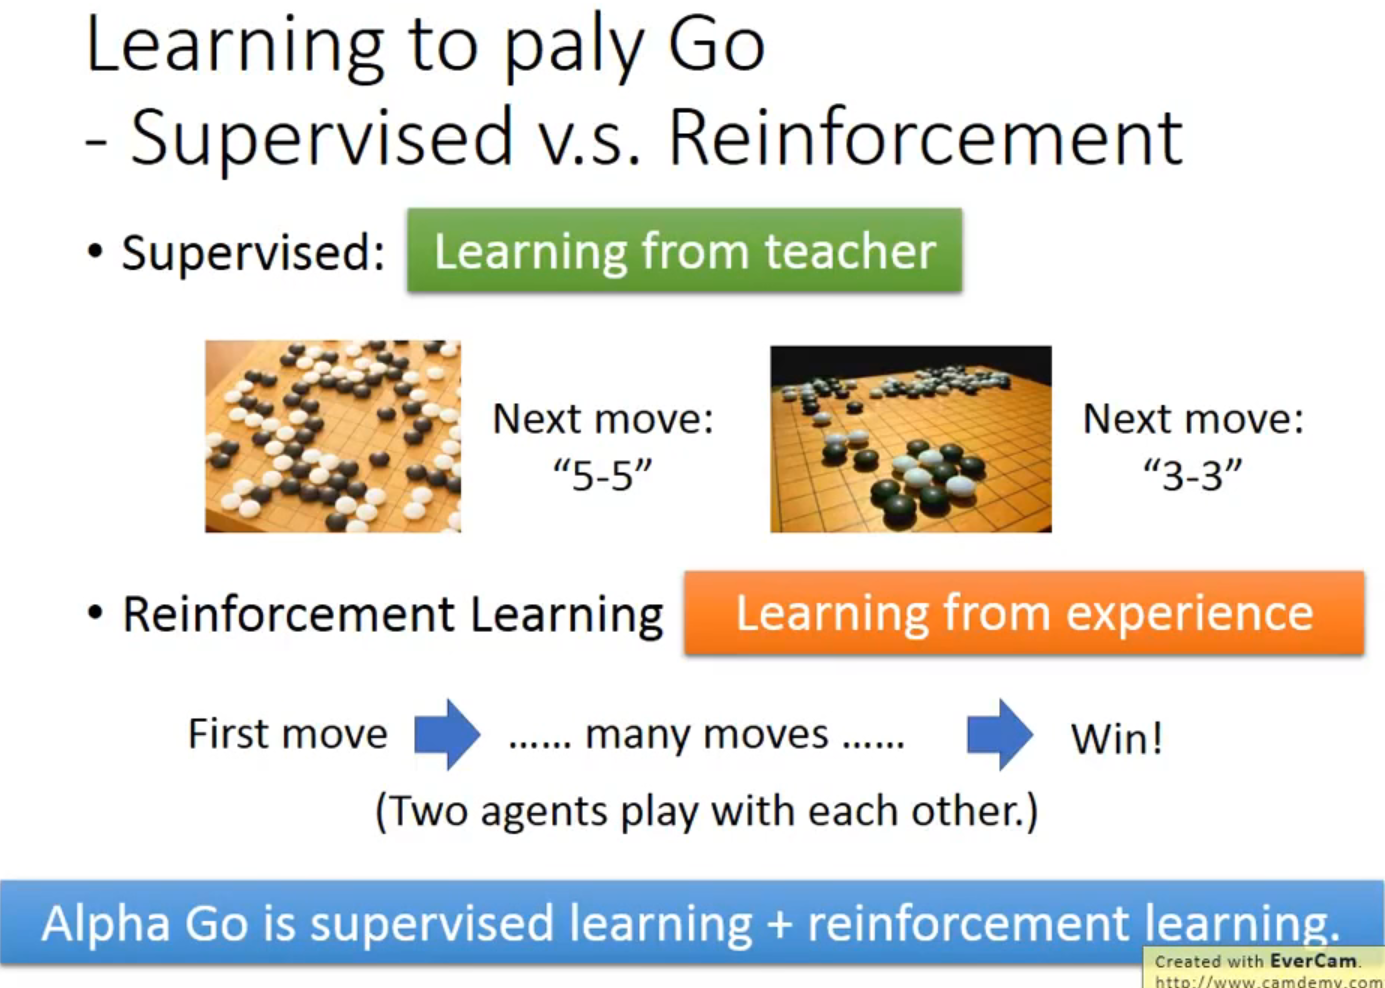 Learning to paly Go
- Supervised v.s. Reinforcement
• Supervised: Learning from teacher
Next move:
“5-5”
Next move:
“3-3”
• Reinforcement Learning Learning from experience
First move …… many moves …… Win!
(Two agents play with each other.)
Alpha Go is supervised learning + reinforcement learning.
Created with EverCam.
http://www.camdemy.com